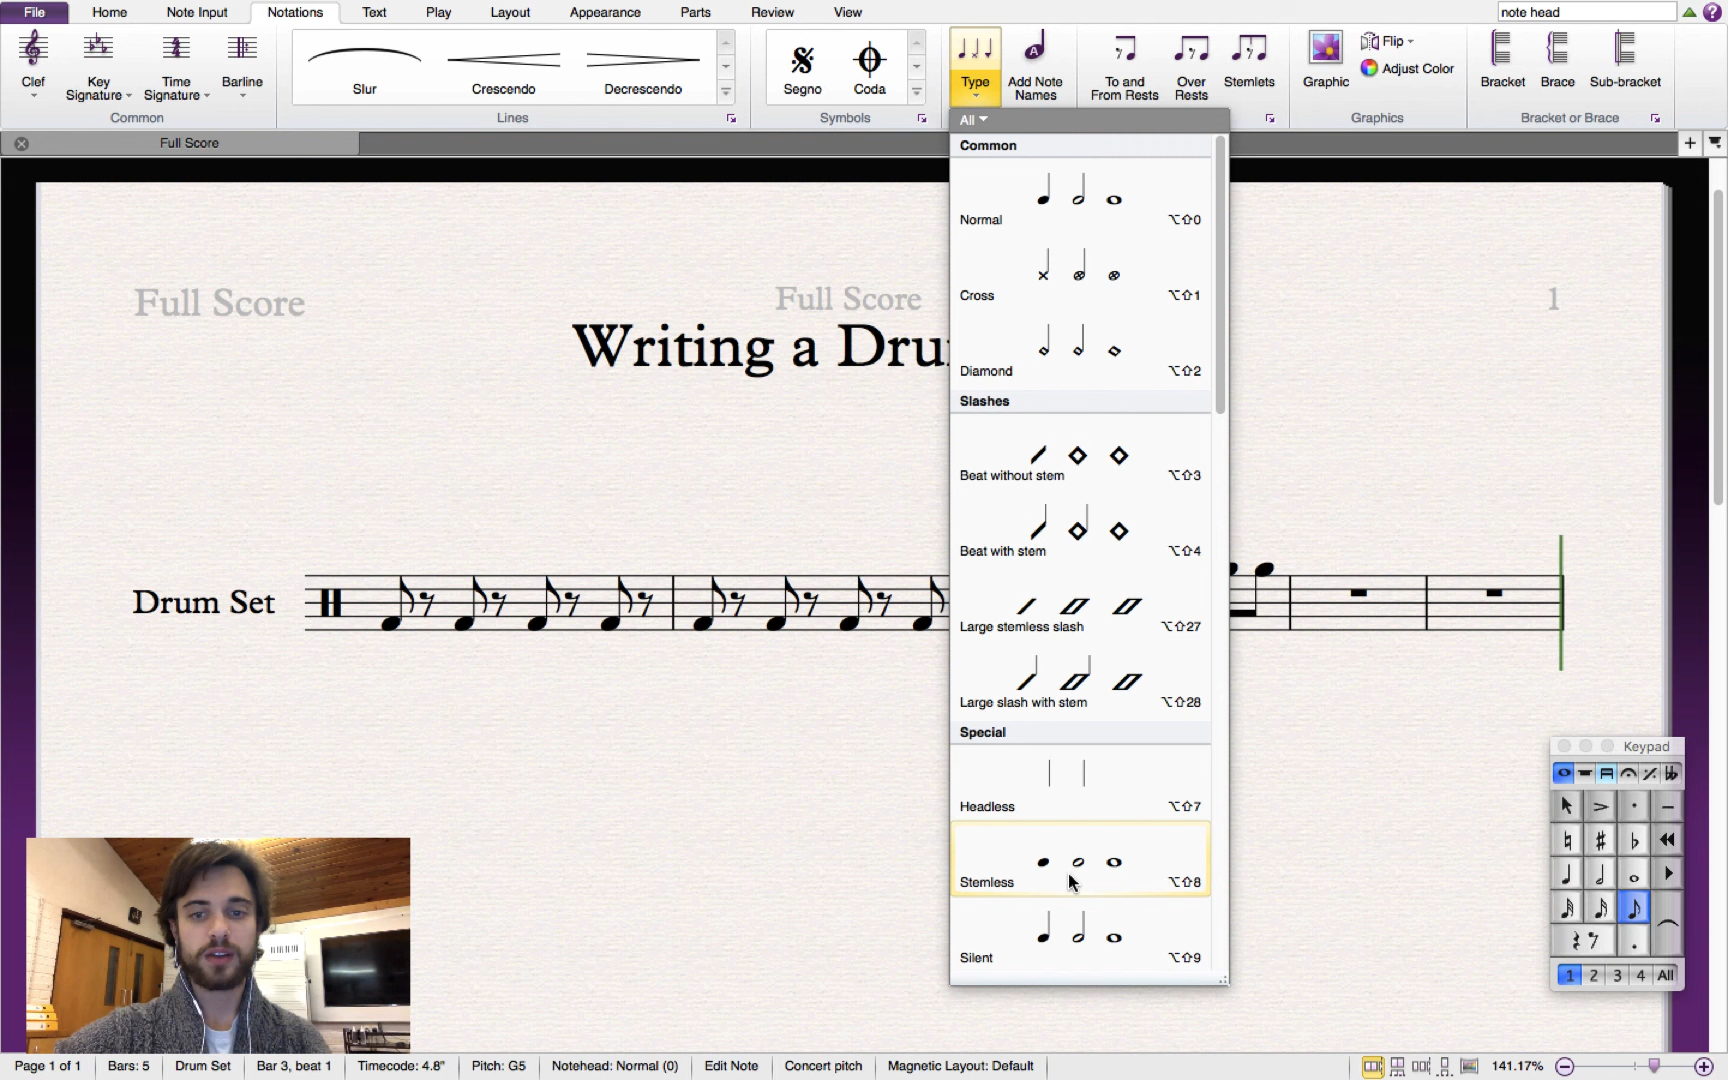 File Home Note Input Notations Text Play Layout Appearance Parts Review View note head
Clef Key Signature Time Signature Barline Slur Crescendo Decrescendo Segno Coda Type Add Note Names To and From Rests Over Rests Stemlets Graphic Flip Adjust Color Bracket Brace Sub-bracket
Common Lines Symbols Graphics Bracket or Brace
Full Score
All
Common
Normal ⌥⇧0
Cross ⌥⇧1
Diamond ⌥⇧2
Slashes
Beat without stem ⌥⇧3
Beat with stem ⌥⇧4
Large stemless slash ⌥⇧27
Large slash with stem ⌥⇧28
Special
Headless ⌥⇧7
Stemless ⌥⇧8
Silent ⌥⇧9
Full Score Full Score 1
Writing a
Drum Set
Keypad
1 2 3 4 All
Page 1 of 1 Bars: 5 Drum Set Bar 3, beat 1 Timecode: 4.8" Pitch: G5 Notehead: Normal (0) Edit Note Concert pitch Magnetic Layout: Default 141.17%